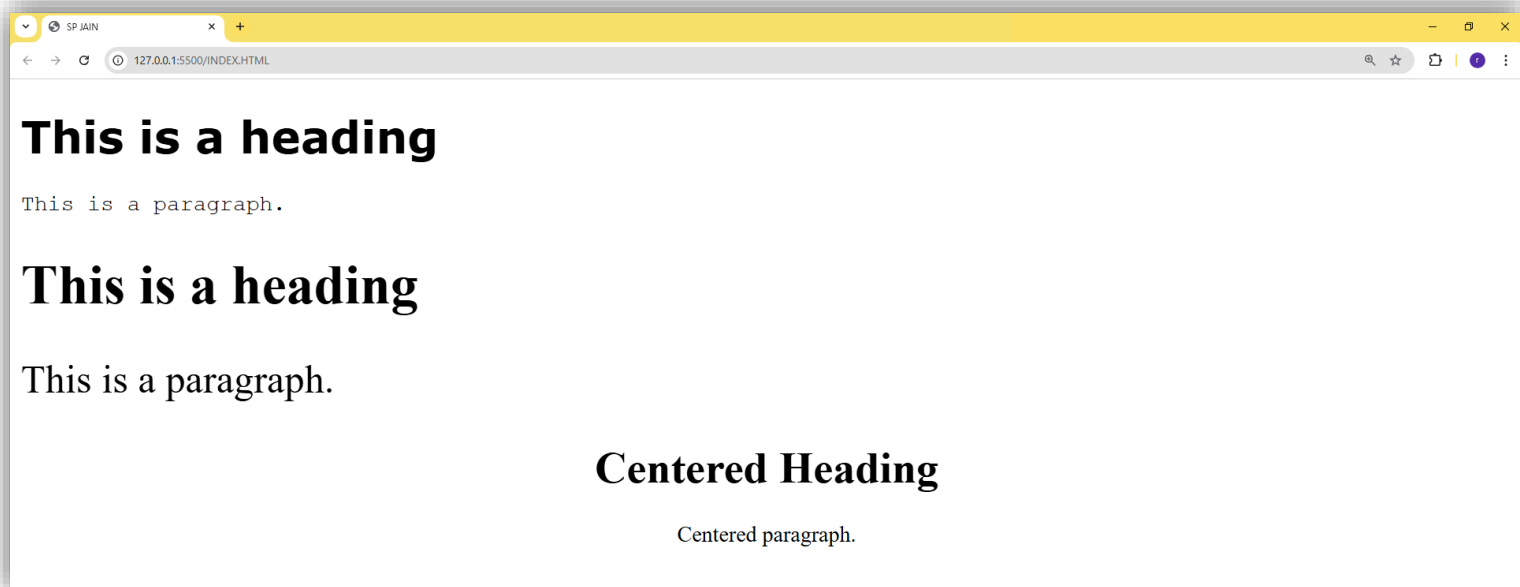 SP JAIN
127.0.0.1:5500/INDEX.HTML
r
This is a heading
This is a paragraph.
This is a heading
This is a paragraph.
Centered Heading
Centered paragraph.